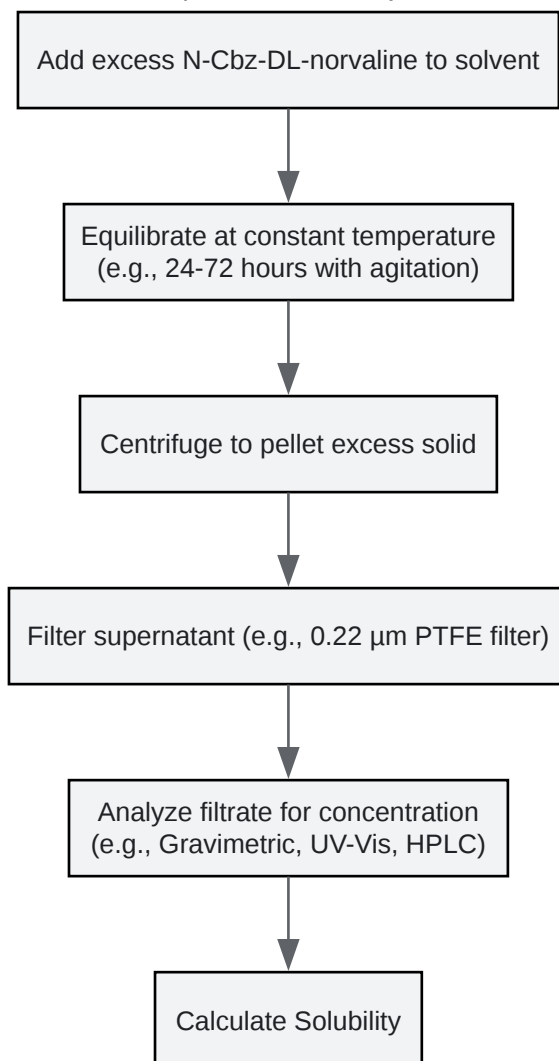 Add excess N-Cbz-DL-norvaline to solvent
Equilibrate at constant temperature
(e.g., 24-72 hours with agitation)
Centrifuge to pellet excess solid
Filter supernatant (e.g., 0.22 µm PTFE filter)
Analyze filtrate for concentration
(e.g., Gravimetric, UV-Vis, HPLC)
Calculate Solubility